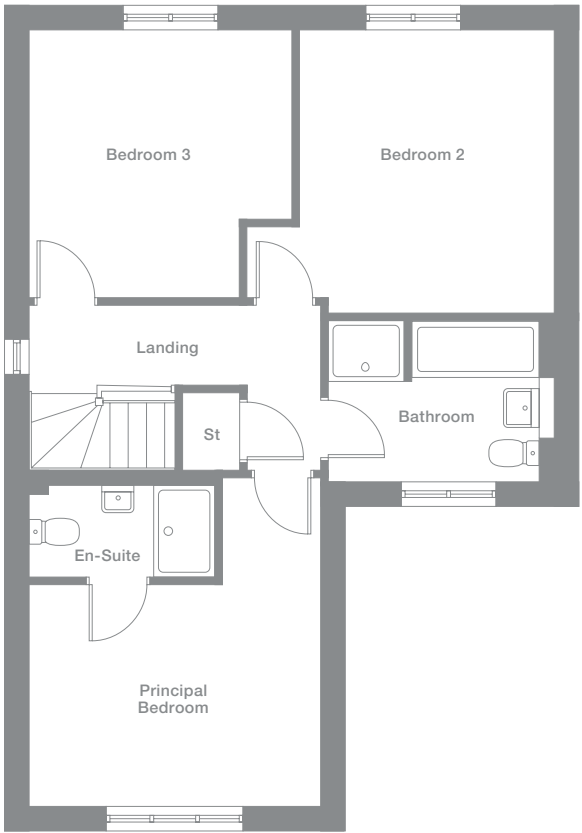 Bedroom 3
Bedroom 2
Landing
St
Bathroom
En-Suite
Principal
Bedroom